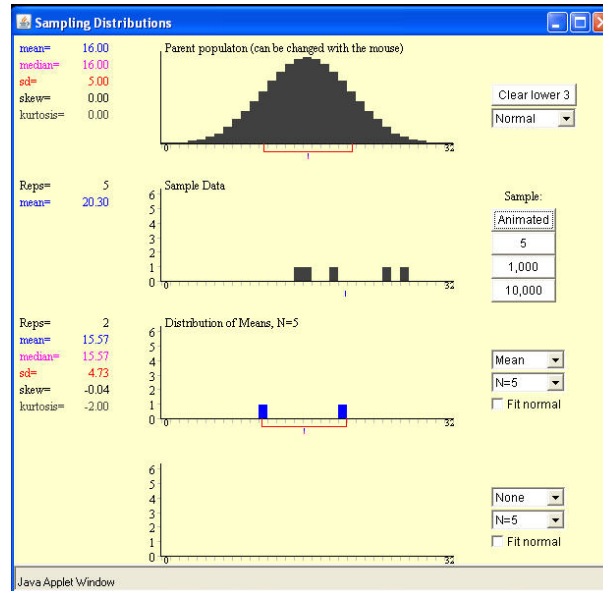 Sampling Distributions
mean= 16.00
median= 16.00
sd= 5.00
skew= 0.00
kurtosis= 0.00
Parent populaton (can be changed with the mouse)
0 32
Clear lower 3
Normal
Reps= 5
mean= 20.30
Sample Data
6
5
4
3
2
1
0
0 32
Sample:
Animated
5
1,000
10,000
Reps= 2
mean= 15.57
median= 15.57
sd= 4.73
skew= -0.04
kurtosis= -2.00
Distribution of Means, N=5
6
5
4
3
2
1
0
0 32
Mean
N=5
Fit normal
6
5
4
3
2
1
0
0 32
None
N=5
Fit normal
Java Applet Window